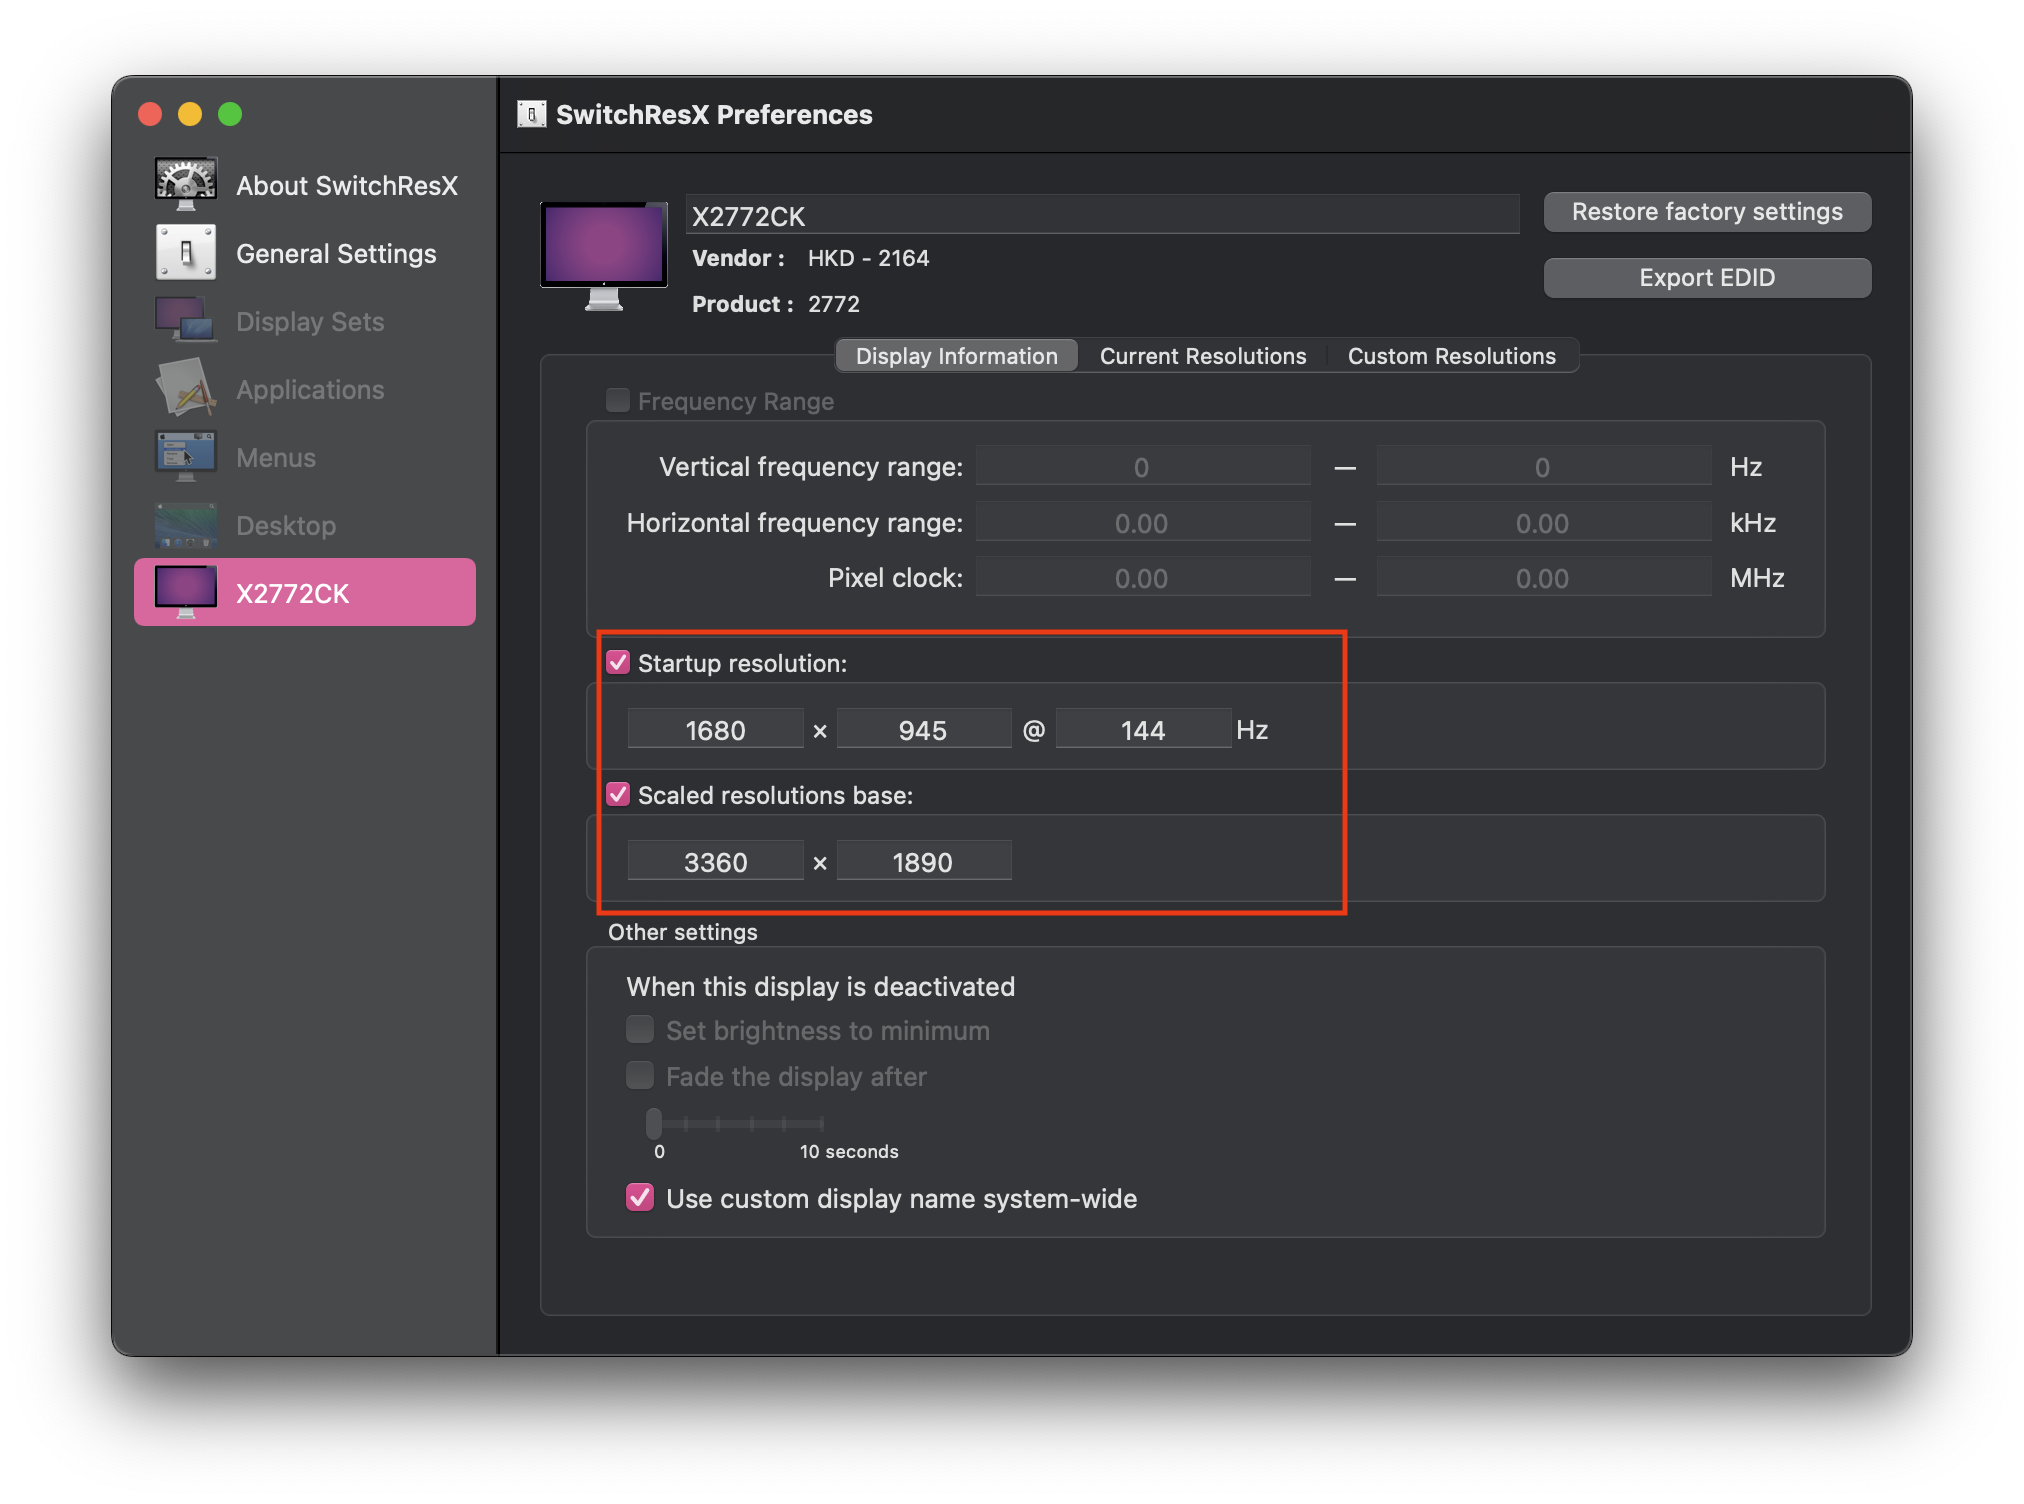 SwitchResX Preferences
About SwitchResX
General Settings
Display Sets
Applications
Menus
Desktop
X2772CK
X2772CK
Vendor : HKD - 2164
Product : 2772
Restore factory settings
Export EDID
Display Information Current Resolutions Custom Resolutions
Frequency Range
Vertical frequency range: 0 — 0 Hz
Horizontal frequency range: 0.00 — 0.00 kHz
Pixel clock: 0.00 — 0.00 MHz
Startup resolution:
1680 × 945 @ 144 Hz
Scaled resolutions base:
3360 × 1890
Other settings
When this display is deactivated
Set brightness to minimum
Fade the display after
0 10 seconds
Use custom display name system-wide